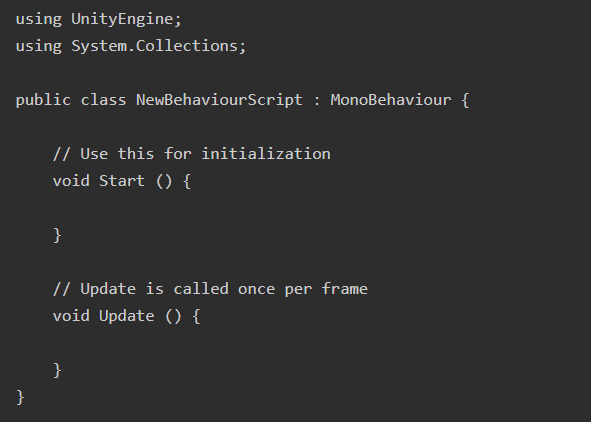 using UnityEngine;
using System.Collections;
public class NewBehaviourScript : MonoBehaviour {
// Use this for initialization
void Start () {
}
// Update is called once per frame
void Update () {
}
}